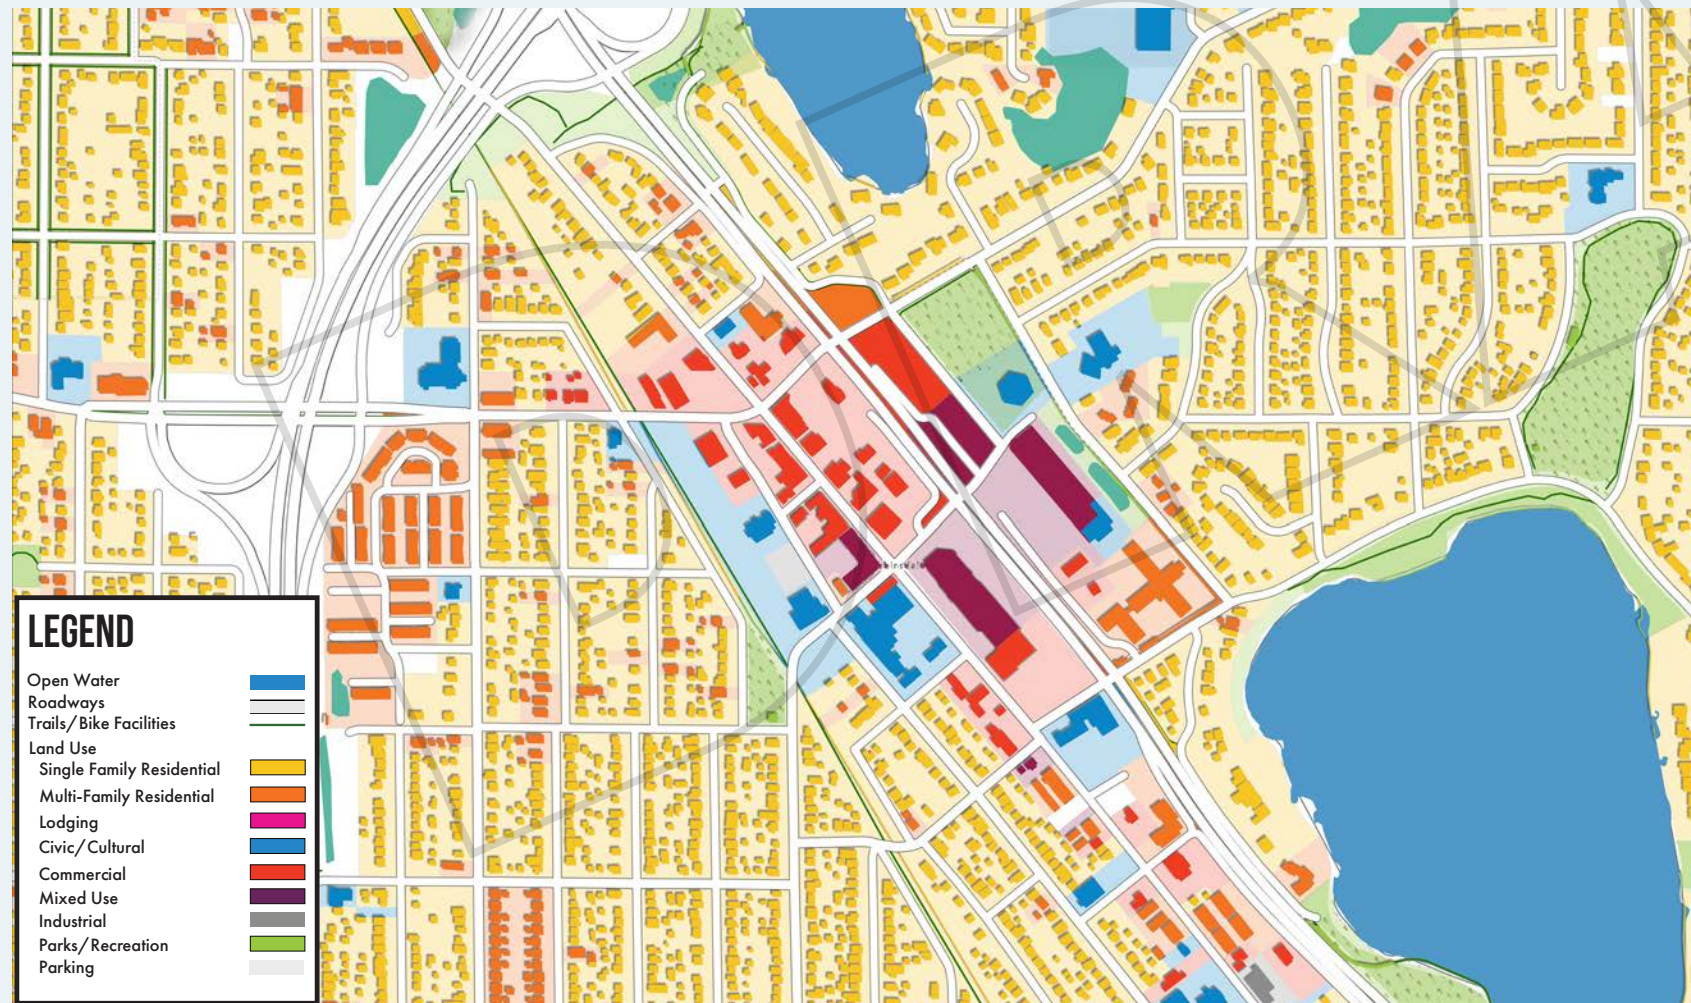 DRAFT
LEGEND
Open Water
Roadways
Trails/Bike Facilities
Land Use
Single Family Residential
Multi-Family Residential
Lodging
Civic/Cultural
Commercial
Mixed Use
Industrial
Parks/Recreation
Parking